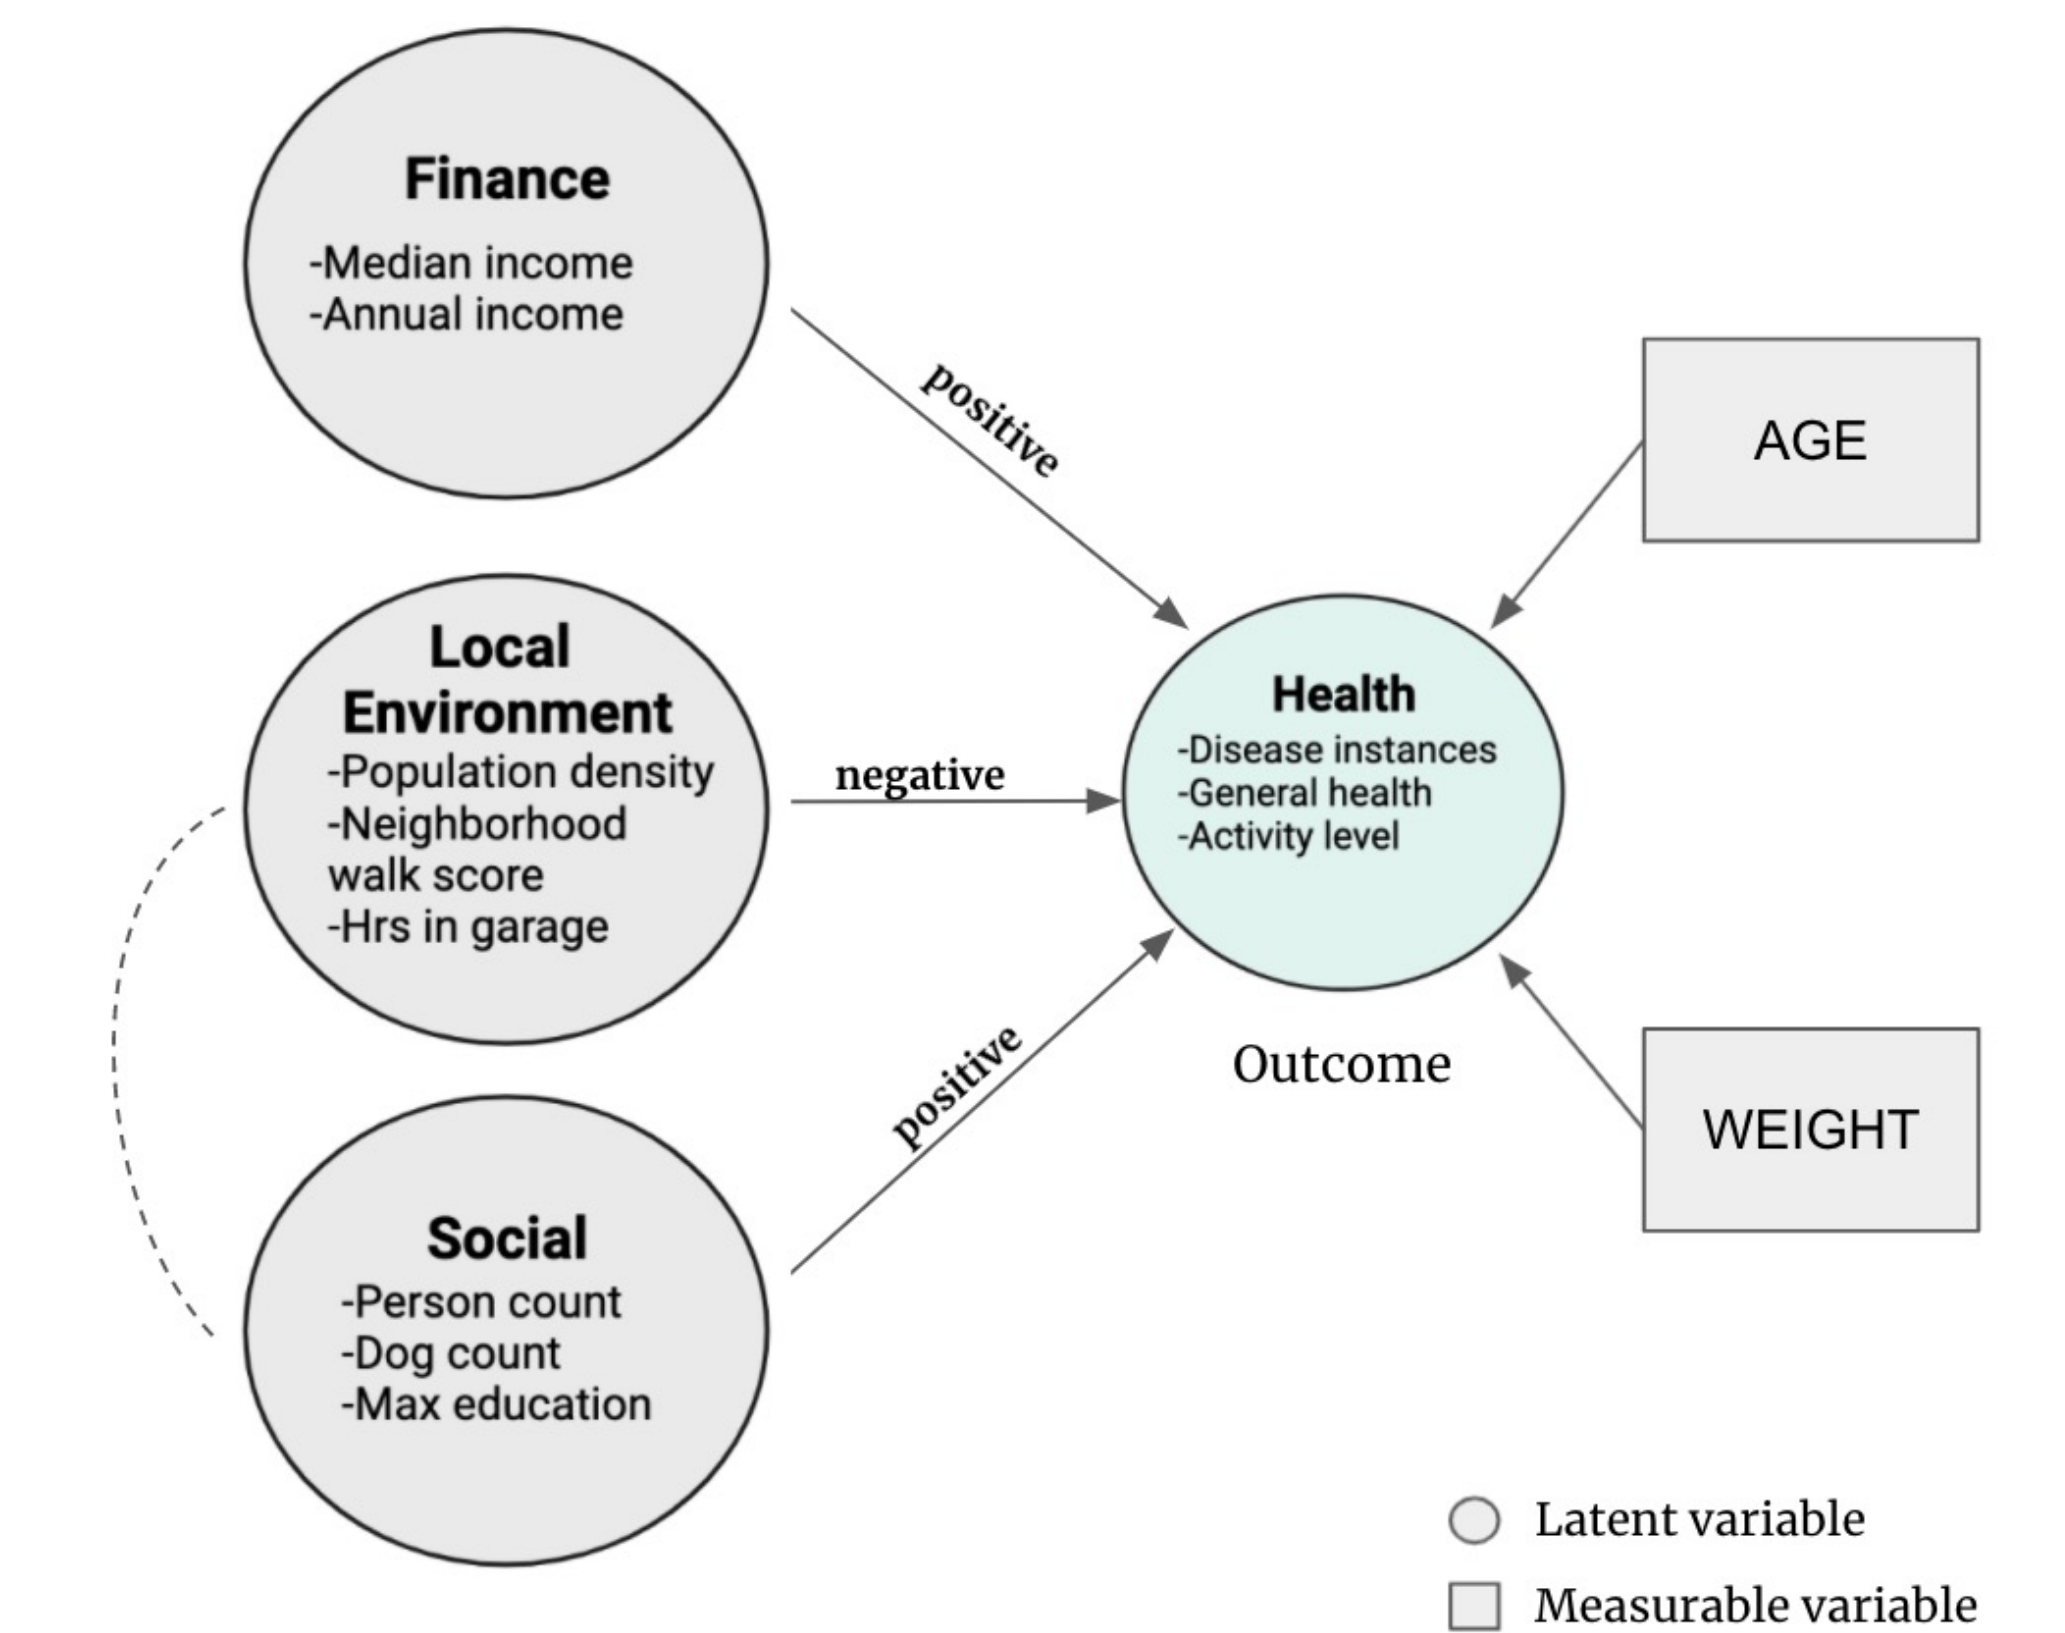 Finance
-Median income
-Annual income
positive
AGE
Local
Environment
-Population density
-Neighborhood
walk score
-Hrs in garage
negative
Health
-Disease instances
-General health
-Activity level
Outcome
positive
WEIGHT
Social
-Person count
-Dog count
-Max education
Latent variable
Measurable variable